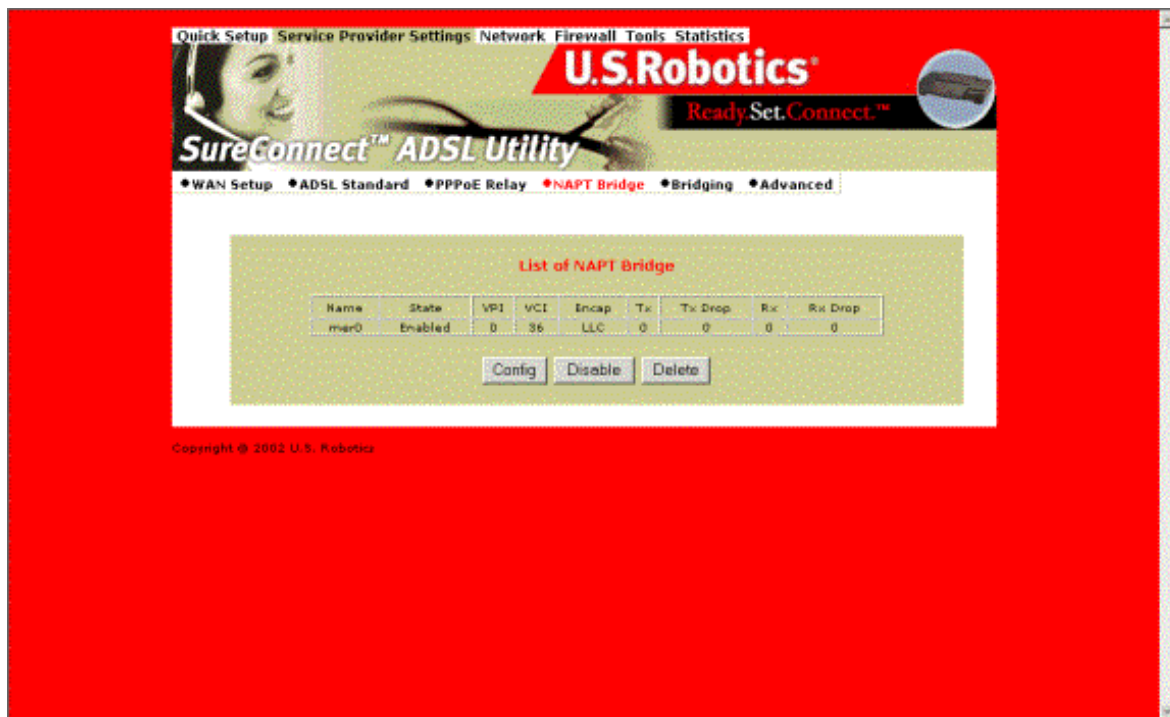 Quick Setup Service Provider Settings Network Firewall Tools Statistics
U.S.Robotics®
Ready.Set.Connect.™
SureConnect™ ADSL Utility
WAN Setup ADSL Standard PPPoE Relay NAPT Bridge Bridging Advanced
List of NAPT Bridge
Name State VPI VCI Encap Tx Tx Drop Rx Rx Drop
mer0 Enabled 0 36 LLC 0 0 0 0
Config Disable Delete
Copyright @ 2002 U.S. Robotics